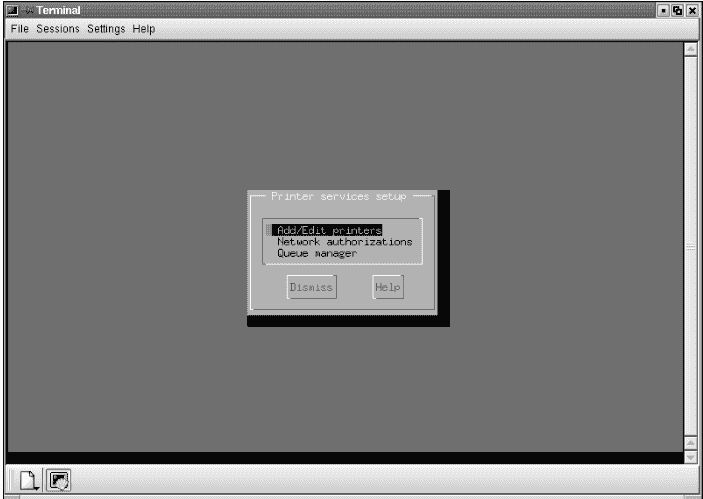 Terminal
File Sessions Settings Help
Printer services setup
Add/Edit printers
Network authorizations
Queue manager
Dismiss Help